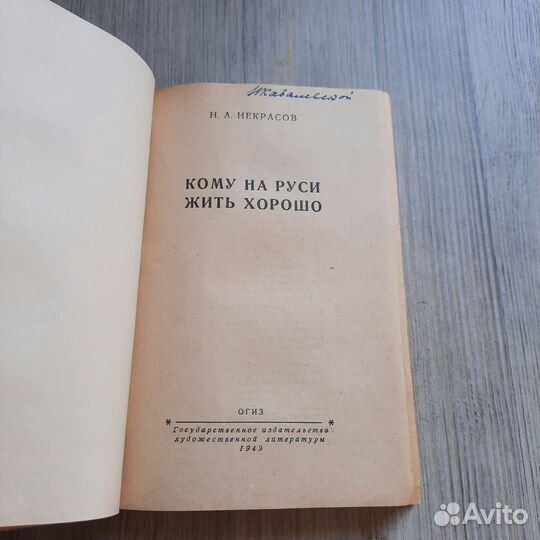 Н. А. НЕКРАСОВ
КОМУ НА РУСИ
ЖИТЬ ХОРОШО
ОГИЗ
* Государственное издательство *
художественной литературы
1949
Avito